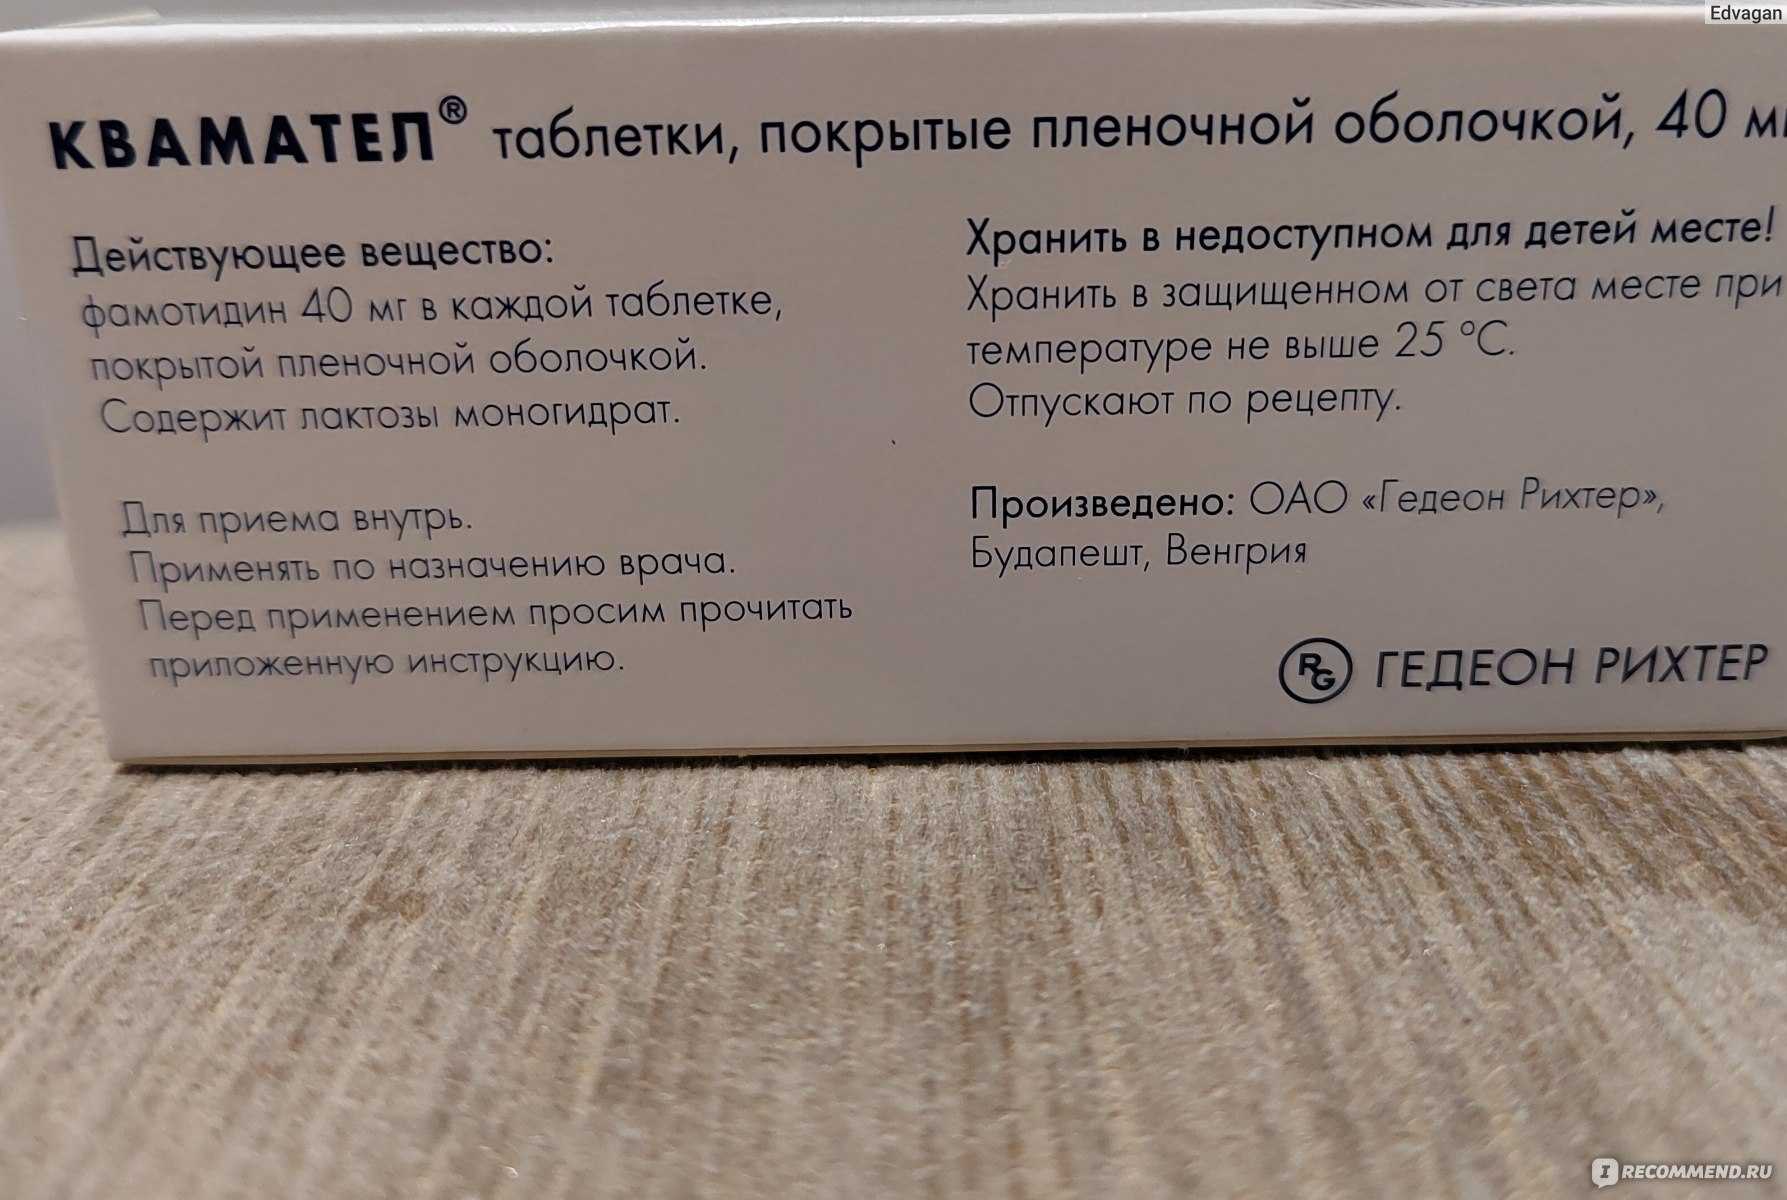 Edvagan
КВАМАТЕЛ® таблетки, покрытые пленочной оболочкой, 40 мг
Действующее вещество:
фамотидин 40 мг в каждой таблетке,
покрытой пленочной оболочкой.
Содержит лактозы моногидрат.
Для приема внутрь.
Применять по назначению врача.
Перед применением просим прочитать
приложенную инструкцию.
Хранить в недоступном для детей месте!
Хранить в защищенном от света месте при
температуре не выше 25 °C.
Отпускают по рецепту.
Произведено: ОАО «Гедеон Рихтер»,
Будапешт, Венгрия
RG ГЕДЕОН РИХТЕР
I RECOMMEND.RU